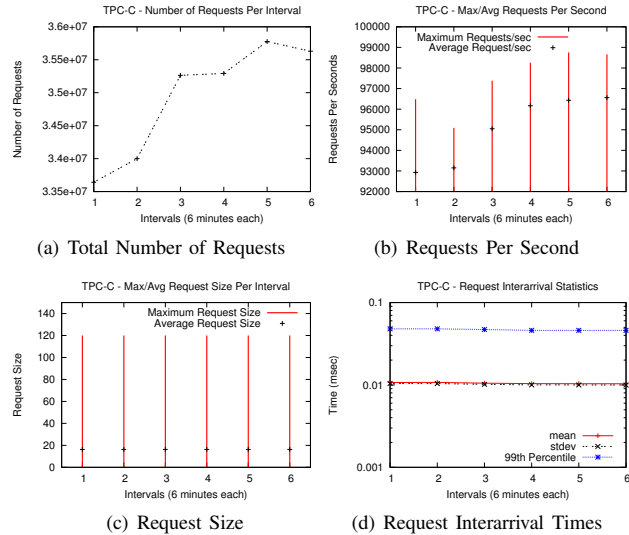 TPC-C - Number of Requests Per Interval
3.6e+07
3.55e+07
3.5e+07
3.45e+07
3.4e+07
3.35e+07
Number of Requests
1 2 3 4 5 6
Intervals (6 minutes each)
(a) Total Number of Requests
TPC-C - Max/Avg Requests Per Second
100000
99000
98000
97000
96000
95000
94000
93000
92000
Requests Per Seconds
Maximum Requests/sec
Average Request/sec
1 2 3 4 5 6
Intervals (6 minutes each)
(b) Requests Per Second
TPC-C - Max/Avg Request Size Per Interval
140
120
100
80
60
40
20
0
Request Size
Maximum Request Size
Average Request Size
1 2 3 4 5 6
Intervals (6 minutes each)
(c) Request Size
TPC-C - Request Interarrival Statistics
0.1
0.01
0.001
Time (msec)
mean
stdev
99th Percentile
1 2 3 4 5 6
Intervals (6 minutes each)
(d) Request Interarrival Times